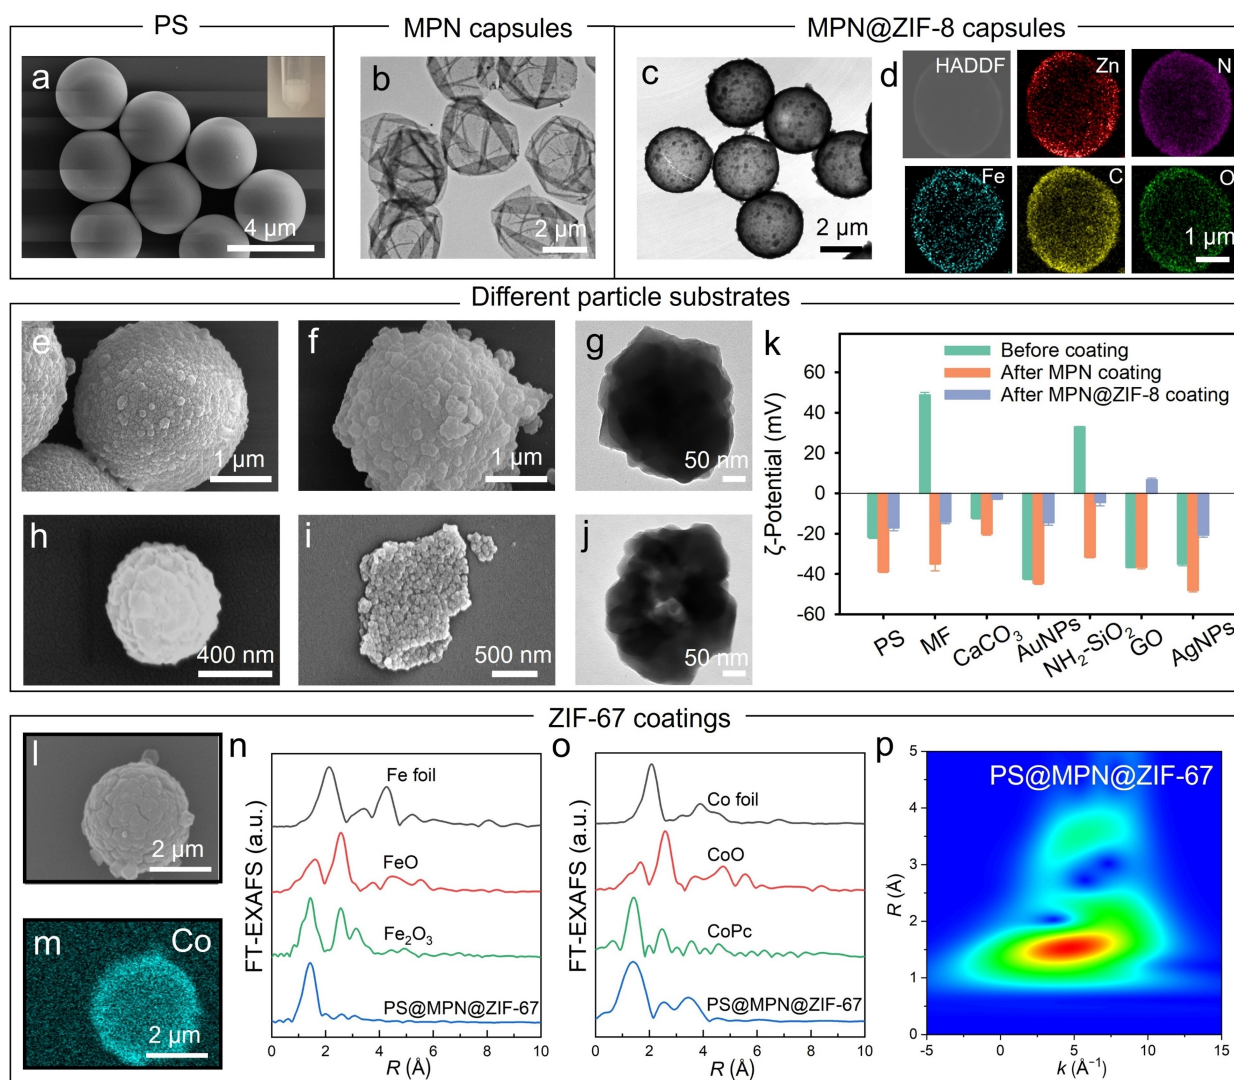 PS
MPN capsules
MPN@ZIF-8 capsules
a
4 μm
b
2 μm
c
2 μm
d
HADDF
Zn
N
Fe
C
O
1 μm
Different particle substrates
e
1 μm
f
1 μm
g
50 nm
h
400 nm
i
500 nm
j
50 nm
k
Before coating
After MPN coating
After MPN@ZIF-8 coating
ζ-Potential (mV)
60
40
20
0
-20
-40
-60
PS
MF
CaCO₃
AuNPs
NH₂-SiO₂
GO
AgNPs
ZIF-67 coatings
l
2 μm
m
Co
2 μm
n
FT-EXAFS (a.u.)
Fe foil
FeO
Fe₂O₃
PS@MPN@ZIF-67
0 2 4 6 8 10
R (Å)
o
FT-EXAFS (a.u.)
Co foil
CoO
CoPc
PS@MPN@ZIF-67
0 2 4 6 8 10
R (Å)
p
PS@MPN@ZIF-67
R (Å)
5
4
3
2
1
0
-5 0 5 10 15
k (Å⁻¹)